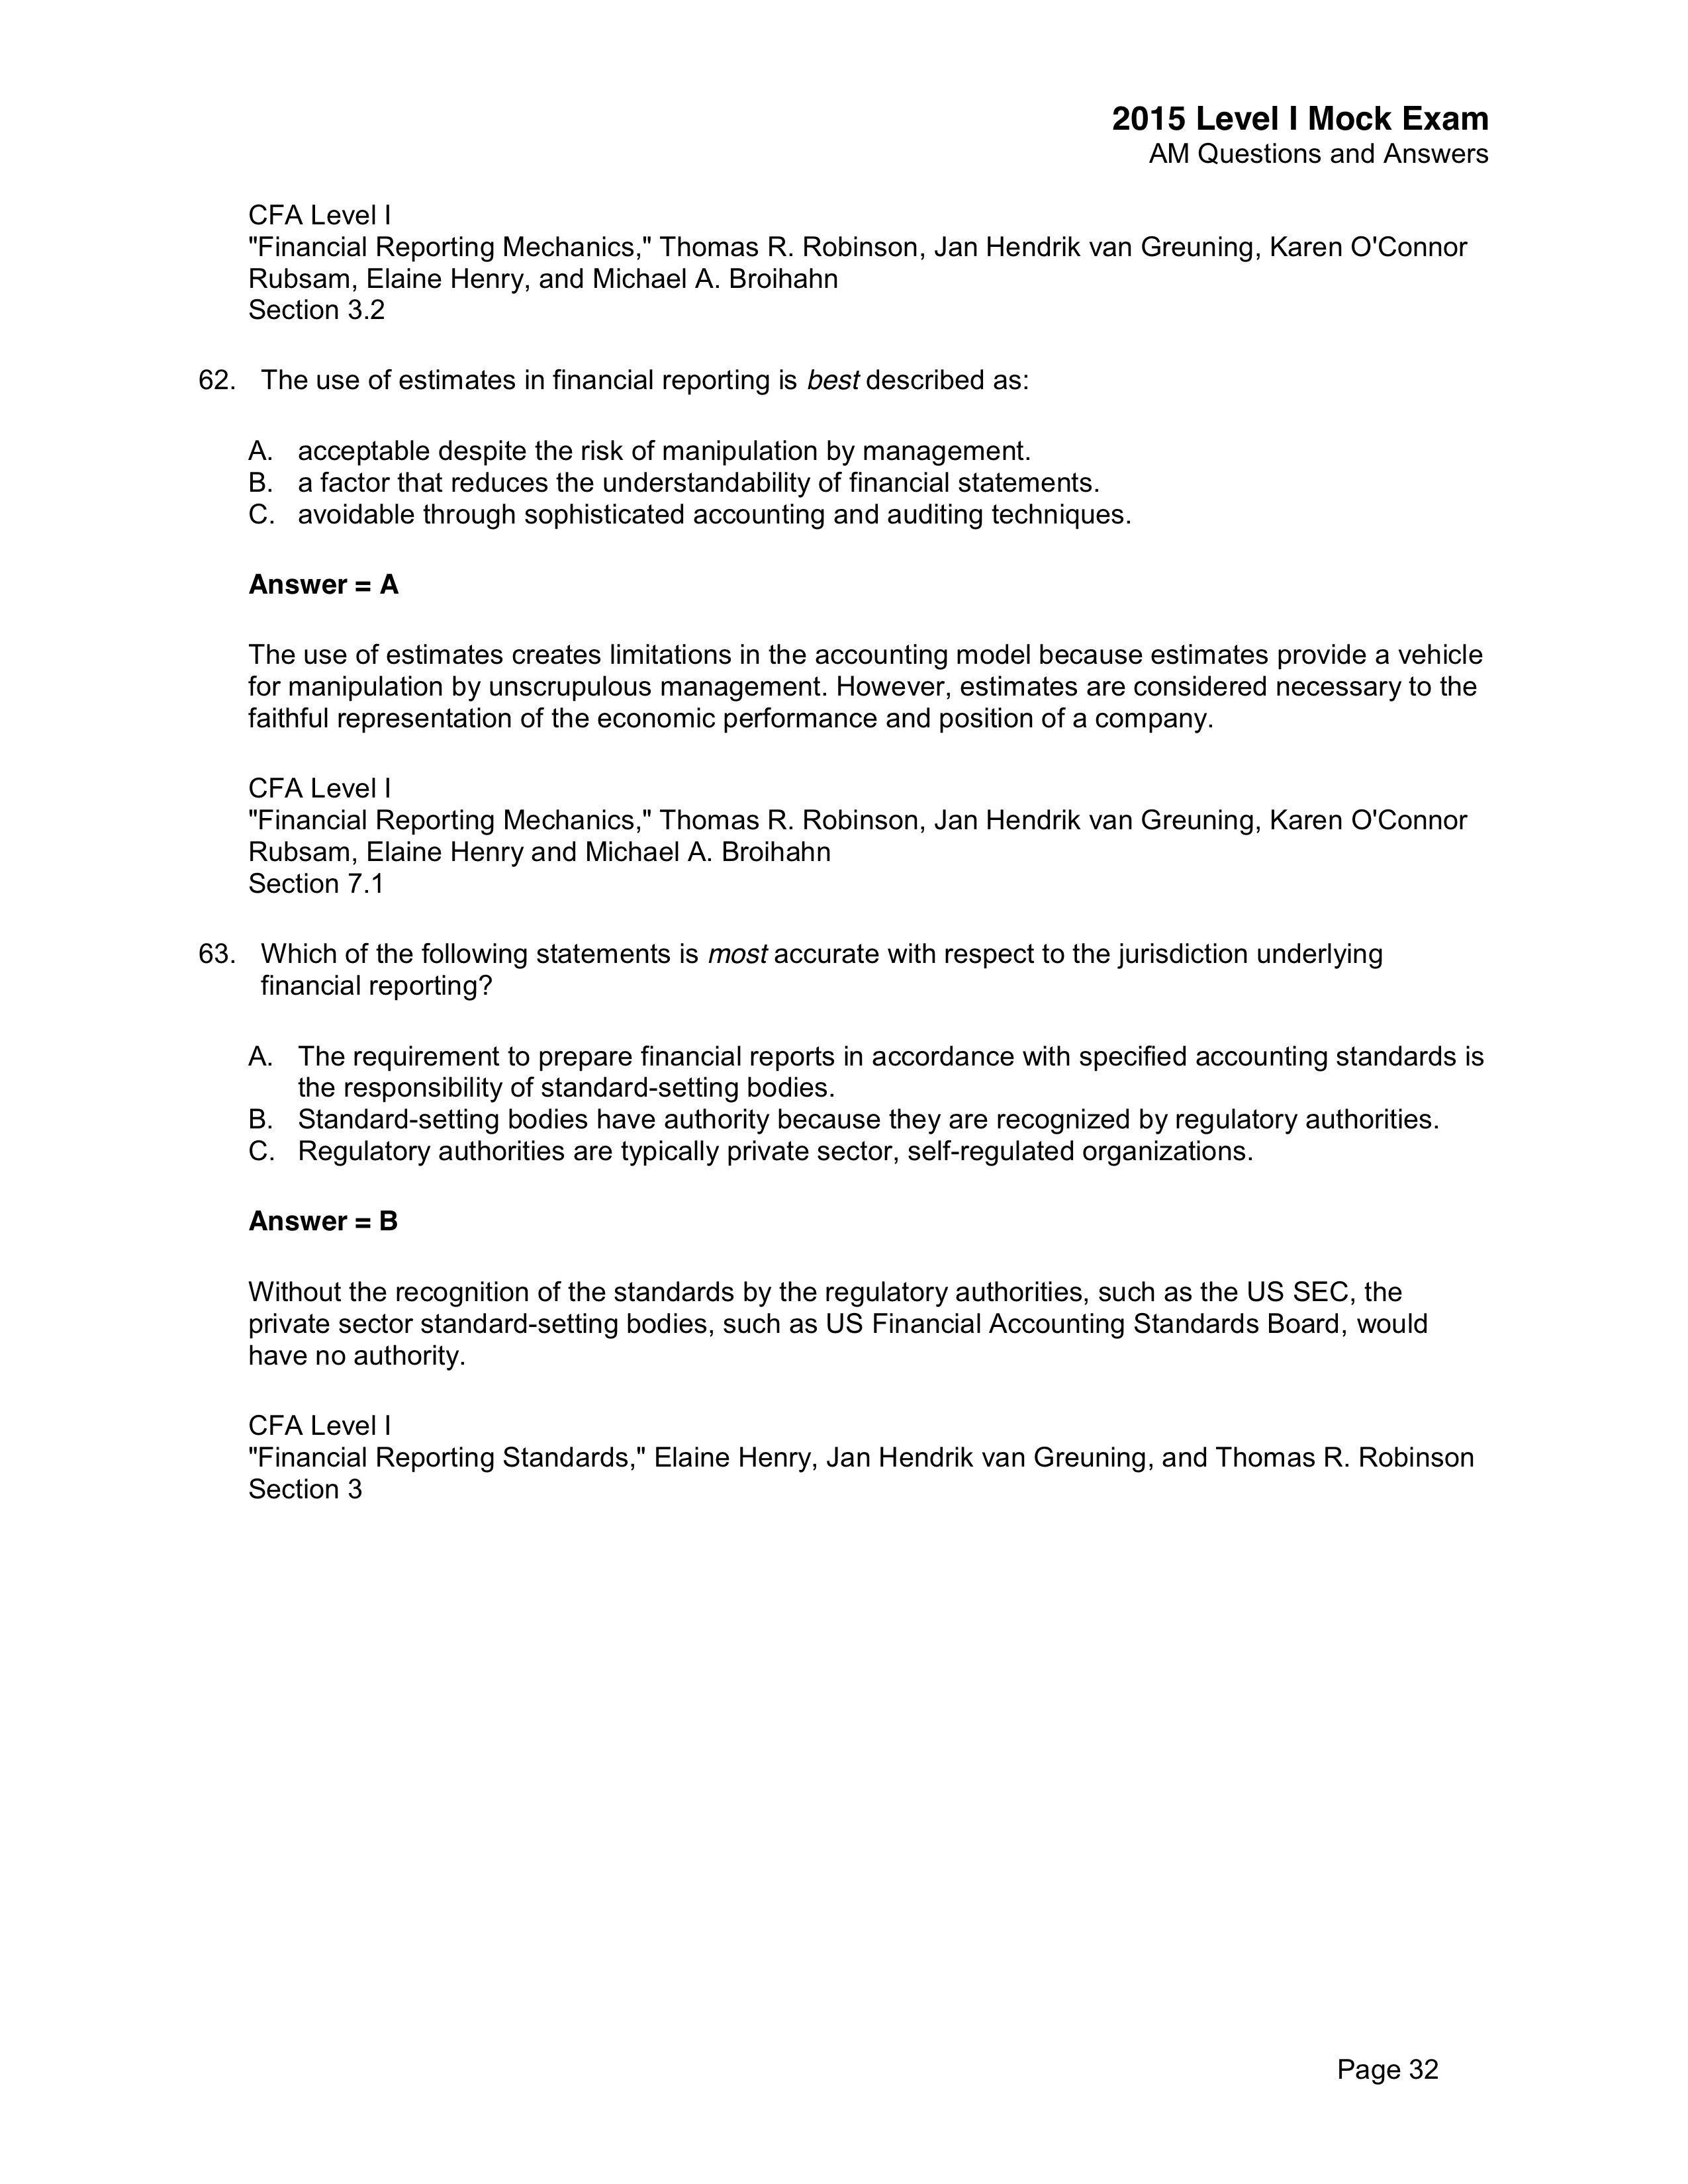 2015 Level I Mock Exam
AM Questions and Answers
CFA Level I
"Financial Reporting Mechanics," Thomas R. Robinson, Jan Hendrik van Greuning, Karen O'Connor
Rubsam, Elaine Henry, and Michael A. Broihahn
Section 3.2
62. The use of estimates in financial reporting is best described as:
A. acceptable despite the risk of manipulation by management.
B. a factor that reduces the understandability of financial statements.
C. avoidable through sophisticated accounting and auditing techniques.
Answer = A
The use of estimates creates limitations in the accounting model because estimates provide a vehicle
for manipulation by unscrupulous management. However, estimates are considered necessary to the
faithful representation of the economic performance and position of a company.
CFA Level I
"Financial Reporting Mechanics," Thomas R. Robinson, Jan Hendrik van Greuning, Karen O'Connor
Rubsam, Elaine Henry and Michael A. Broihahn
Section 7.1
63. Which of the following statements is most accurate with respect to the jurisdiction underlying
financial reporting?
A. The requirement to prepare financial reports in accordance with specified accounting standards is
the responsibility of standard-setting bodies.
B. Standard-setting bodies have authority because they are recognized by regulatory authorities.
C. Regulatory authorities are typically private sector, self-regulated organizations.
Answer = B
Without the recognition of the standards by the regulatory authorities, such as the US SEC, the
private sector standard-setting bodies, such as US Financial Accounting Standards Board, would
have no authority.
CFA Level I
"Financial Reporting Standards," Elaine Henry, Jan Hendrik van Greuning, and Thomas R. Robinson
Section 3
Page 32